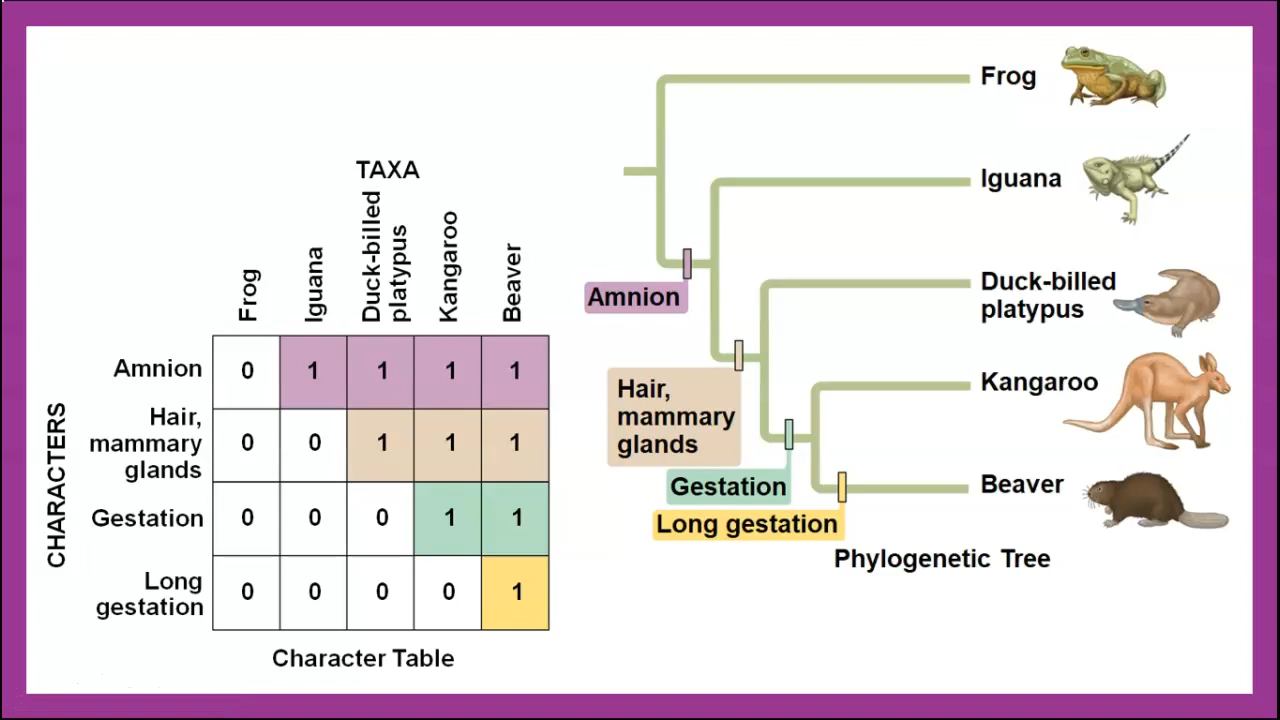 TAXA
Frog
Iguana
Duck-billed
platypus
Kangaroo
Beaver
CHARACTERS
Amnion 0 1 1 1 1
Hair,
mammary
glands
0 0 1 1 1
Gestation 0 0 0 1 1
Long
gestation
0 0 0 0 1
Character Table
Frog
Iguana
Amnion
Duck-billed
platypus
Hair,
mammary
glands
Kangaroo
Gestation
Beaver
Long gestation
Phylogenetic Tree